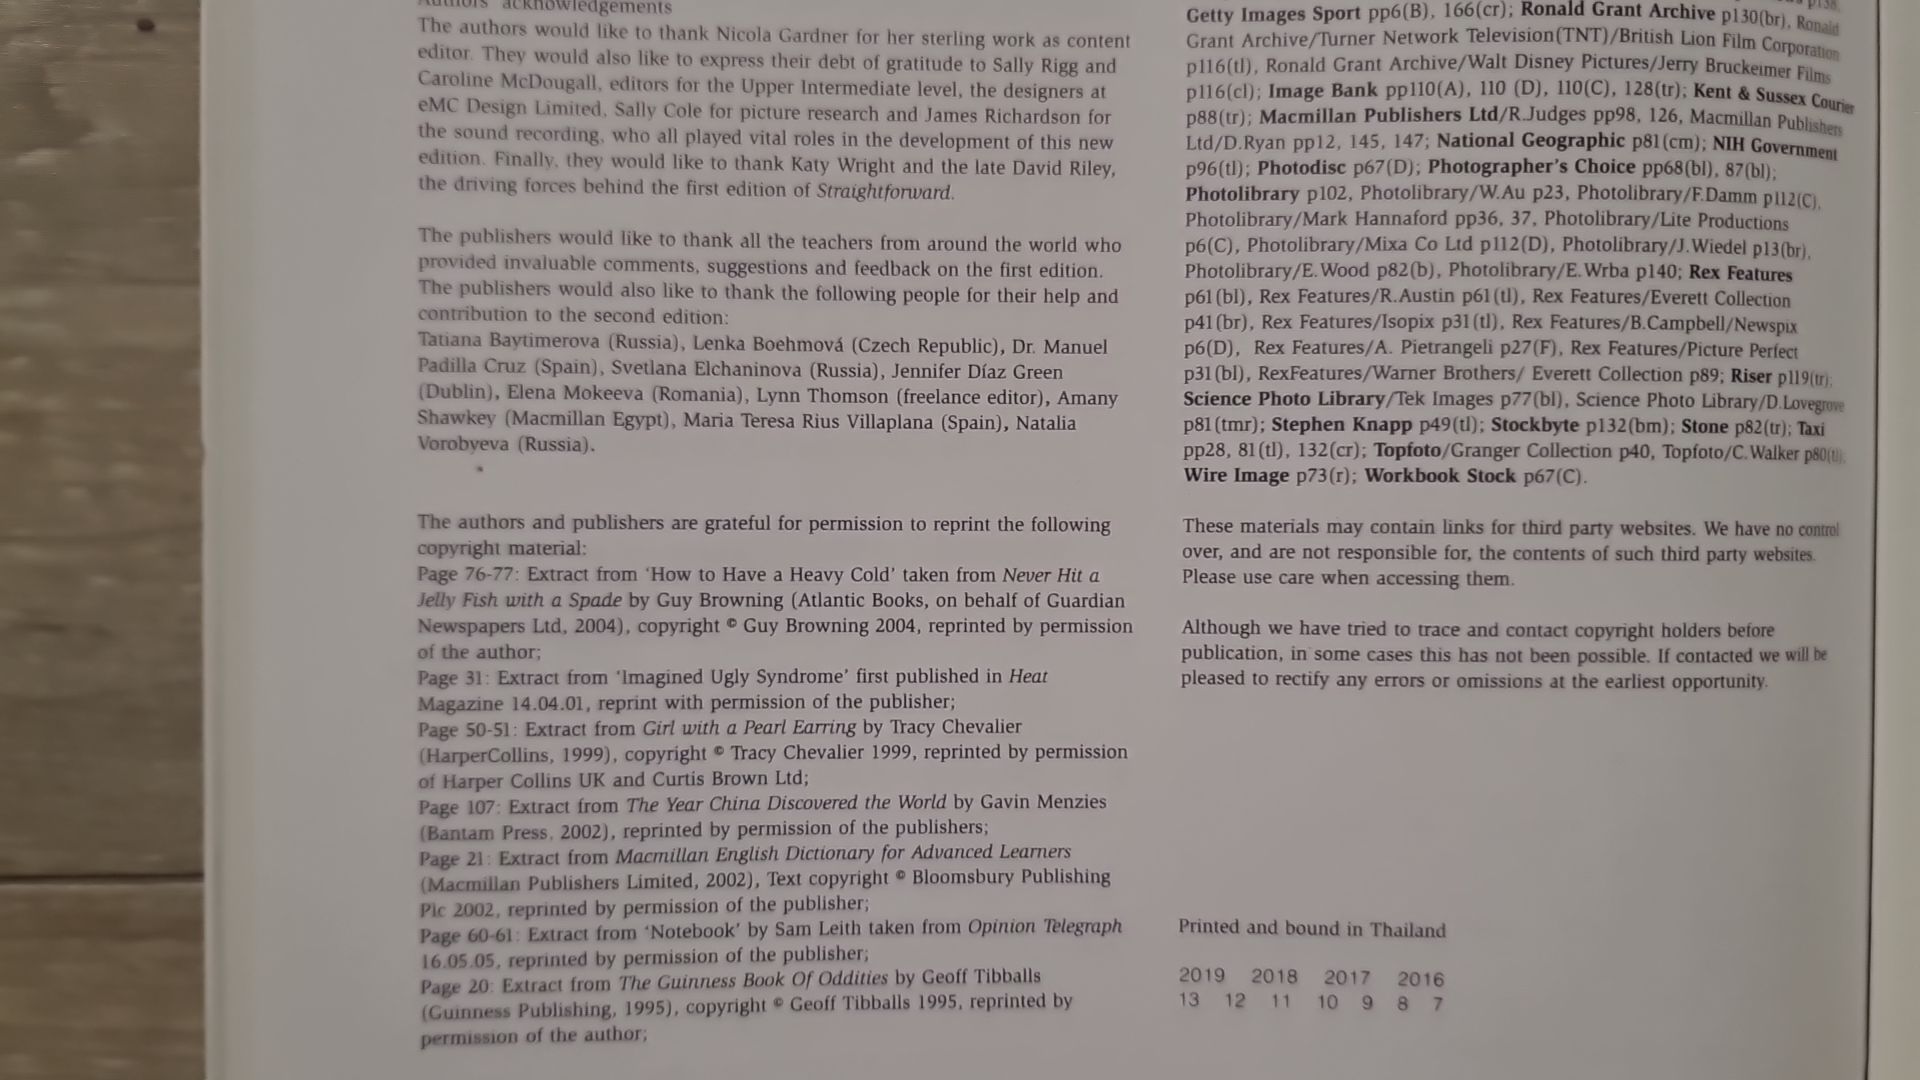 Authors' acknowledgements
The authors would like to thank Nicola Gardner for her sterling work as content
editor. They would also like to express their debt of gratitude to Sally Rigg and
Caroline McDougall, editors for the Upper Intermediate level, the designers at
eMC Design Limited, Sally Cole for picture research and James Richardson for
the sound recording, who all played vital roles in the development of this new
edition. Finally, they would like to thank Katy Wright and the late David Riley,
the driving forces behind the first edition of Straightforward.
The publishers would like to thank all the teachers from around the world who
provided invaluable comments, suggestions and feedback on the first edition.
The publishers would also like to thank the following people for their help and
contribution to the second edition:
Tatiana Baytimerova (Russia), Lenka Boehmová (Czech Republic), Dr. Manuel
Padilla Cruz (Spain), Svetlana Elchaninova (Russia), Jennifer Díaz Green
(Dublin), Elena Mokeeva (Romania), Lynn Thomson (freelance editor), Amany
Shawkey (Macmillan Egypt), Maria Teresa Rius Villaplana (Spain), Natalia
Vorobyeva (Russia).
The authors and publishers are grateful for permission to reprint the following
copyright material:
Page 76-77: Extract from 'How to Have a Heavy Cold' taken from Never Hit a
Jelly Fish with a Spade by Guy Browning (Atlantic Books, on behalf of Guardian
Newspapers Ltd, 2004), copyright © Guy Browning 2004, reprinted by permission
of the author;
Page 31: Extract from 'Imagined Ugly Syndrome' first published in Heat
Magazine 14.04.01, reprint with permission of the publisher;
Page 50-51: Extract from Girl with a Pearl Earring by Tracy Chevalier
(HarperCollins, 1999), copyright © Tracy Chevalier 1999, reprinted by permission
of Harper Collins UK and Curtis Brown Ltd;
Page 107: Extract from The Year China Discovered the World by Gavin Menzies
(Bantam Press, 2002), reprinted by permission of the publishers;
Page 21: Extract from Macmillan English Dictionary for Advanced Learners
(Macmillan Publishers Limited, 2002), Text copyright © Bloomsbury Publishing
Plc 2002, reprinted by permission of the publisher;
Page 60-61: Extract from 'Notebook' by Sam Leith taken from Opinion Telegraph
16.05.05, reprinted by permission of the publisher;
Page 20: Extract from The Guinness Book Of Oddities by Geoff Tibballs
(Guinness Publishing, 1995), copyright © Geoff Tibballs 1995, reprinted by
permission of the author;
Getty Images Sport pp6(B), 166(cr); Ronald Grant Archive p130(br), Ronald
Grant Archive/Turner Network Television(TNT)/British Lion Film Corporation
p116(tl), Ronald Grant Archive/Walt Disney Pictures/Jerry Bruckeimer Films
p116(cl); Image Bank pp110(A), 110 (D), 110(C), 128(tr); Kent & Sussex Courier
p88(tr); Macmillan Publishers Ltd/R.Judges pp98, 126, Macmillan Publishers
Ltd/D.Ryan pp12, 145, 147; National Geographic p81(cm); NIH Government
p96(tl); Photodisc p67(D); Photographer's Choice pp68(bl), 87(bl);
Photolibrary p102, Photolibrary/W.Au p23, Photolibrary/F.Damm p112(C),
Photolibrary/Mark Hannaford pp36, 37, Photolibrary/Lite Productions
p6(C), Photolibrary/Mixa Co Ltd p112(D), Photolibrary/J.Wiedel p13(br),
Photolibrary/E.Wood p82(b), Photolibrary/E.Wrba p140; Rex Features
p61(bl), Rex Features/R.Austin p61(tl), Rex Features/Everett Collection
p41(br), Rex Features/Isopix p31(tl), Rex Features/B.Campbell/Newspix
p6(D), Rex Features/A. Pietrangeli p27(F), Rex Features/Picture Perfect
p31(bl), RexFeatures/Warner Brothers/ Everett Collection p89; Riser p119(tr);
Science Photo Library/Tek Images p77(bl), Science Photo Library/D.Lovegrove
p81(tmr); Stephen Knapp p49(tl); Stockbyte p132(bm); Stone p82(tr); Taxi
pp28, 81(tl), 132(cr); Topfoto/Granger Collection p40, Topfoto/C.Walker p80(tl);
Wire Image p73(r); Workbook Stock p67(C).
These materials may contain links for third party websites. We have no control
over, and are not responsible for, the contents of such third party websites.
Please use care when accessing them.
Although we have tried to trace and contact copyright holders before
publication, in some cases this has not been possible. If contacted we will be
pleased to rectify any errors or omissions at the earliest opportunity.
Printed and bound in Thailand
2019 2018 2017 2016
13 12 11 10 9 8 7